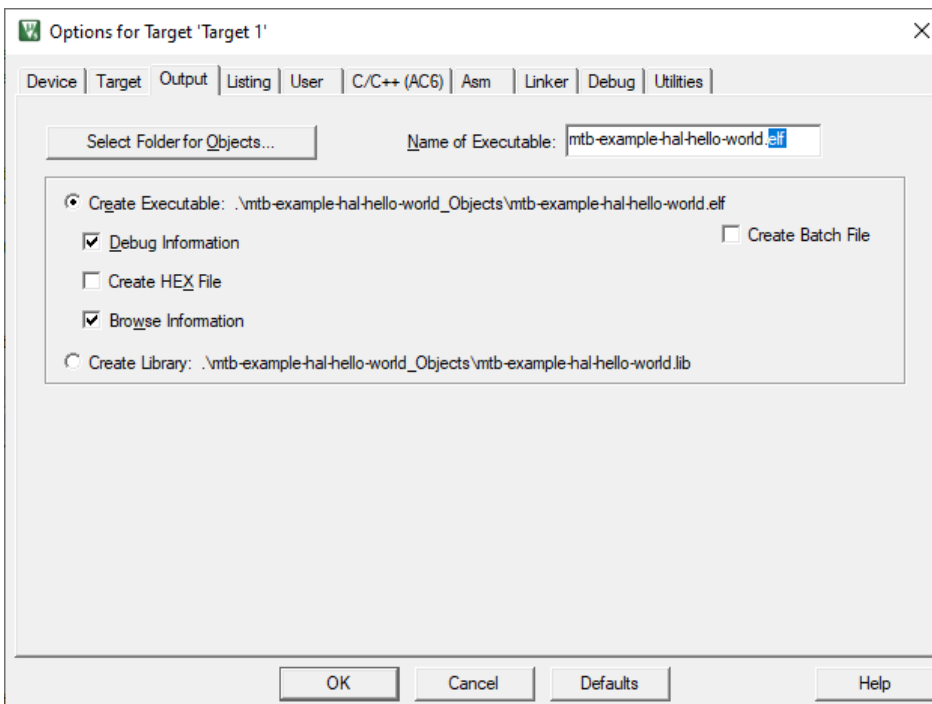 Options for Target 'Target 1'
Device Target Output Listing User C/C++ (AC6) Asm Linker Debug Utilities
Select Folder for Objects... Name of Executable: mtb-example-hal-hello-world.elf
Create Executable: .\mtb-example-hal-hello-world_Objects\mtb-example-hal-hello-world.elf
Debug Information Create Batch File
Create HEX File
Browse Information
Create Library: .\mtb-example-hal-hello-world_Objects\mtb-example-hal-hello-world.lib
OK Cancel Defaults Help